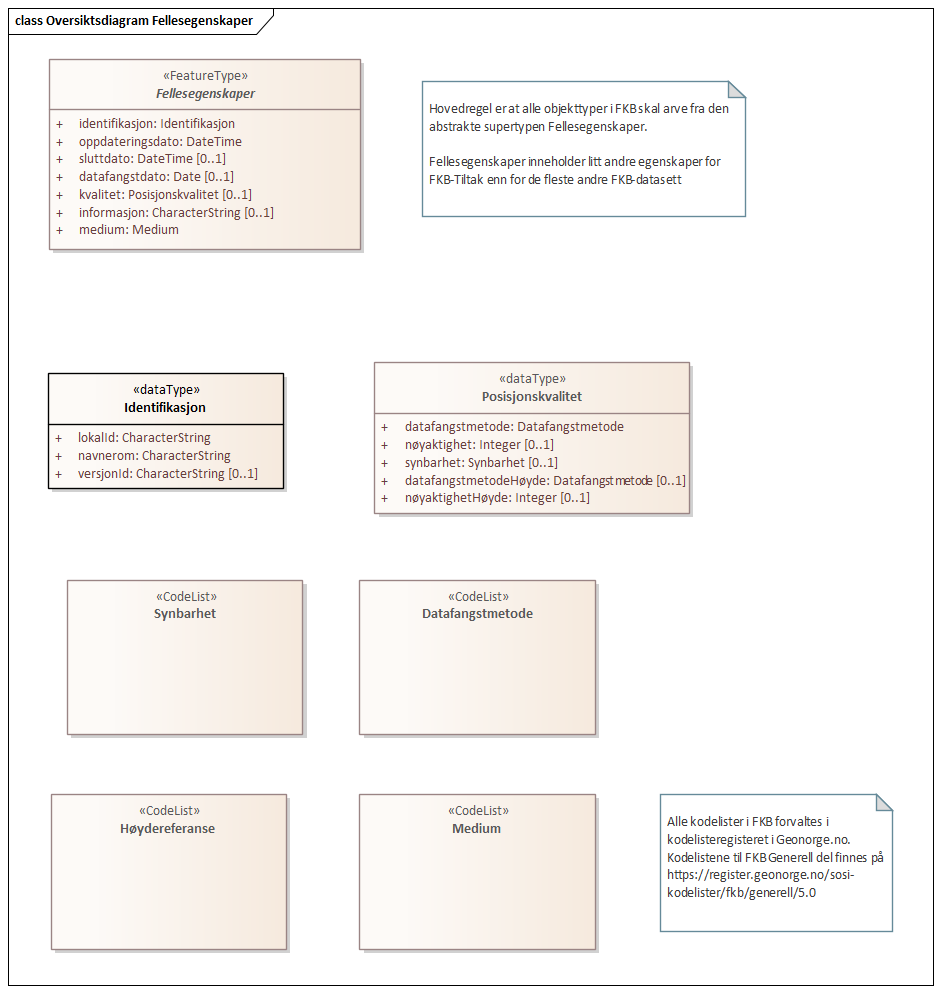 class Oversiktsdiagram Fellesegenskaper
«FeatureType»
Fellesegenskaper
+ identifikasjon: Identifikasjon
+ oppdateringsdato: DateTime
+ sluttdato: DateTime [0..1]
+ datafangstdato: Date [0..1]
+ kvalitet: Posisjonskvalitet [0..1]
+ informasjon: CharacterString [0..1]
+ medium: Medium
Hovedregel er at alle objekttyper i FKB skal arve fra den
abstrakte supertypen Fellesegenskaper.
Fellesegenskaper inneholder litt andre egenskaper for
FKB-Tiltak enn for de fleste andre FKB-datasett
«dataType»
Identifikasjon
+ lokalId: CharacterString
+ navnerom: CharacterString
+ versjonId: CharacterString [0..1]
«dataType»
Posisjonskvalitet
+ datafangstmetode: Datafangstmetode
+ nøyaktighet: Integer [0..1]
+ synbarhet: Synbarhet [0..1]
+ datafangstmetodeHøyde: Datafangstmetode [0..1]
+ nøyaktighetHøyde: Integer [0..1]
«CodeList»
Synbarhet
«CodeList»
Datafangstmetode
«CodeList»
Høydereferanse
«CodeList»
Medium
Alle kodelister i FKB forvaltes i
kodelisteregisteret i Geonorge.no.
Kodelistene til FKB Generell del finnes på
https://register.geonorge.no/sosi-
kodelister/fkb/generell/5.0